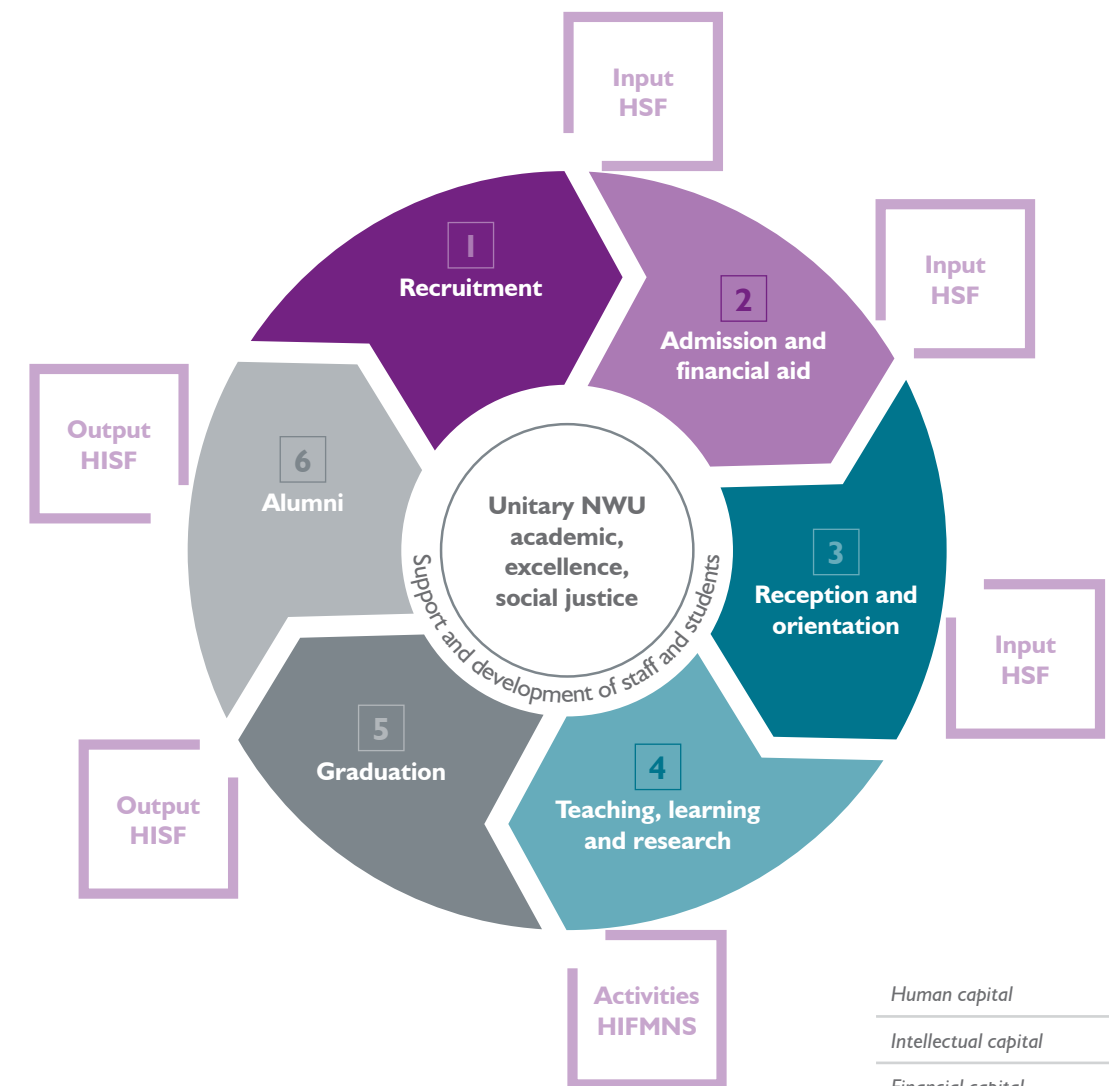 Input
HSF
1
Recruitment
2
Admission and
financial aid
Input
HSF
3
Reception and
orientation
Input
HSF
4
Teaching, learning
and research
Activities
HIFMNS
5
Graduation
Output
HISF
6
Alumni
Output
HISF
Unitary NWU
academic,
excellence,
social justice
Support and development of staff and students
Human capital
Intellectual capital
Financial capital